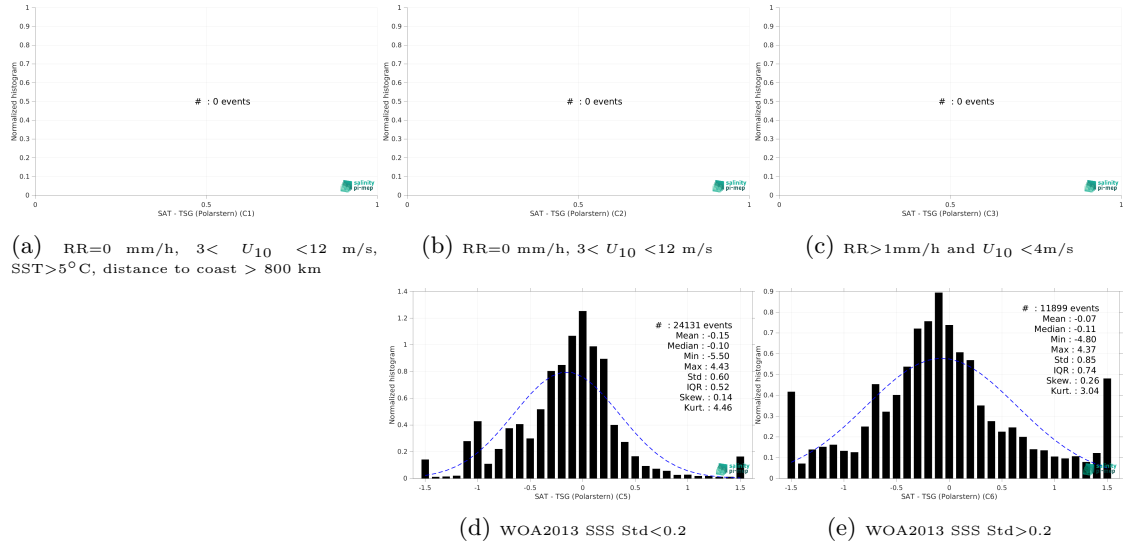 1
0.9
0.8
0.7
0.6
0.5
0.4
0.3
0.2
0.1
0
Normalized histogram
# : 0 events
salinity
pi-mep
0 0.5 1
SAT - TSG (Polarstern) (C1)
(a) RR=0 mm/h, 3< U10 <12 m/s,
SST>5°C, distance to coast > 800 km
1
0.9
0.8
0.7
0.6
0.5
0.4
0.3
0.2
0.1
0
Normalized histogram
# : 0 events
salinity
pi-mep
0 0.5 1
SAT - TSG (Polarstern) (C2)
(b) RR=0 mm/h, 3< U10 <12 m/s
1
0.9
0.8
0.7
0.6
0.5
0.4
0.3
0.2
0.1
0
Normalized histogram
# : 0 events
salinity
pi-mep
0 0.5 1
SAT - TSG (Polarstern) (C3)
(c) RR>1mm/h and U10 <4m/s
1.4
1.2
1
0.8
0.6
0.4
0.2
0
Normalized histogram
# : 24131 events
Mean : -0.15
Median : -0.10
Min : -5.50
Max : 4.43
Std : 0.60
IQR : 0.52
Skew. : 0.14
Kurt. : 4.46
-1.5 -1 -0.5 0 0.5 1 1.5
SAT - TSG (Polarstern) (C5)
(d) WOA2013 SSS Std<0.2
0.9
0.8
0.7
0.6
0.5
0.4
0.3
0.2
0.1
0
Normalized histogram
# : 11899 events
Mean : -0.07
Median : -0.11
Min : -4.80
Max : 4.37
Std : 0.85
IQR : 0.74
Skew. : 0.26
Kurt. : 3.04
-1.5 -1 -0.5 0 0.5 1 1.5
SAT - TSG (Polarstern) (C6)
(e) WOA2013 SSS Std>0.2